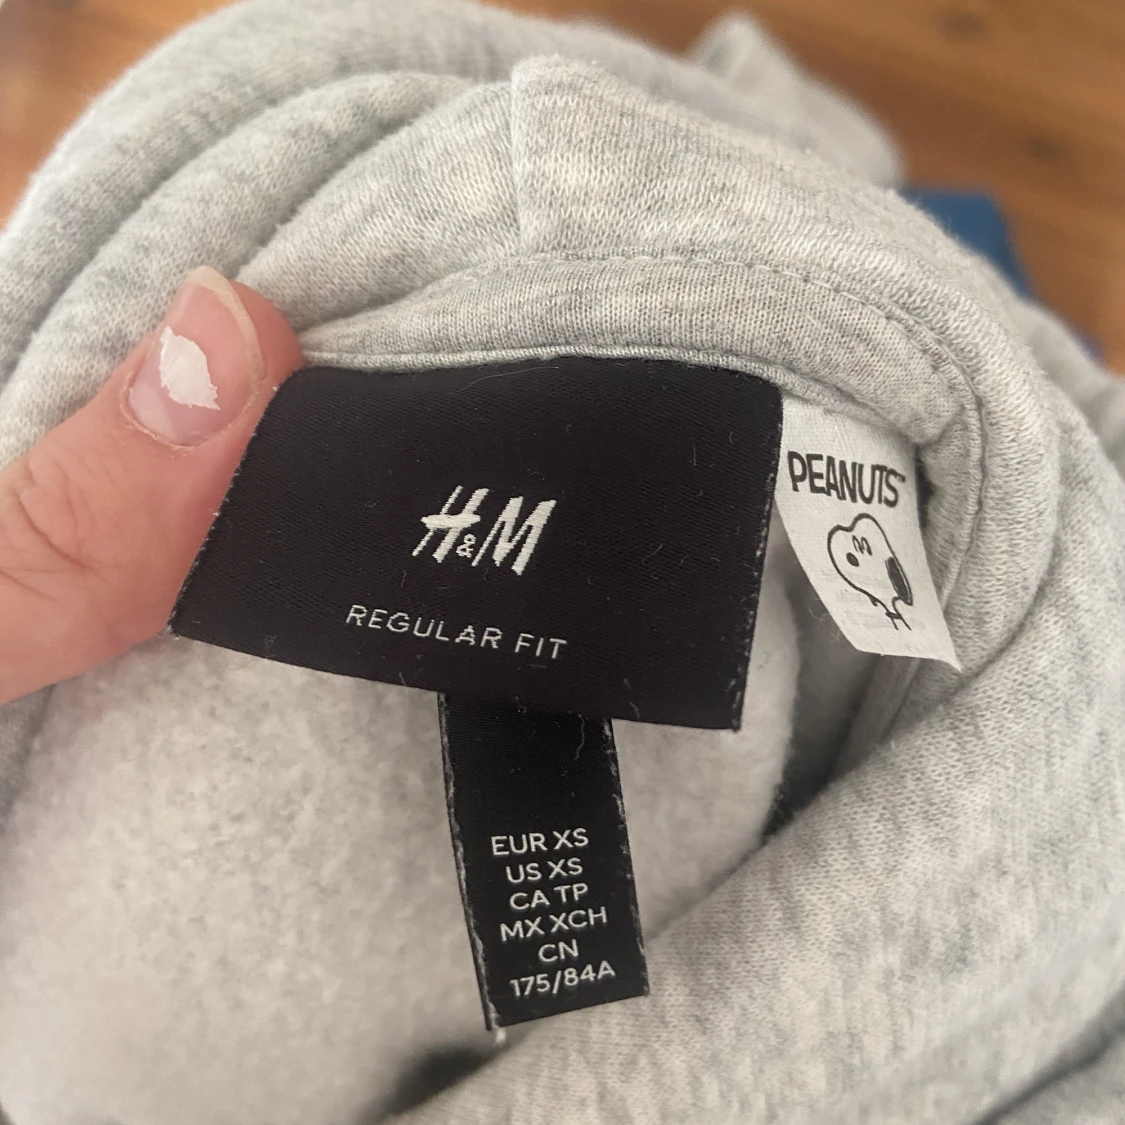 H&M
REGULAR FIT
PEANUTS™
EUR XS
US XS
CA TP
MX XCH
CN
175/84A